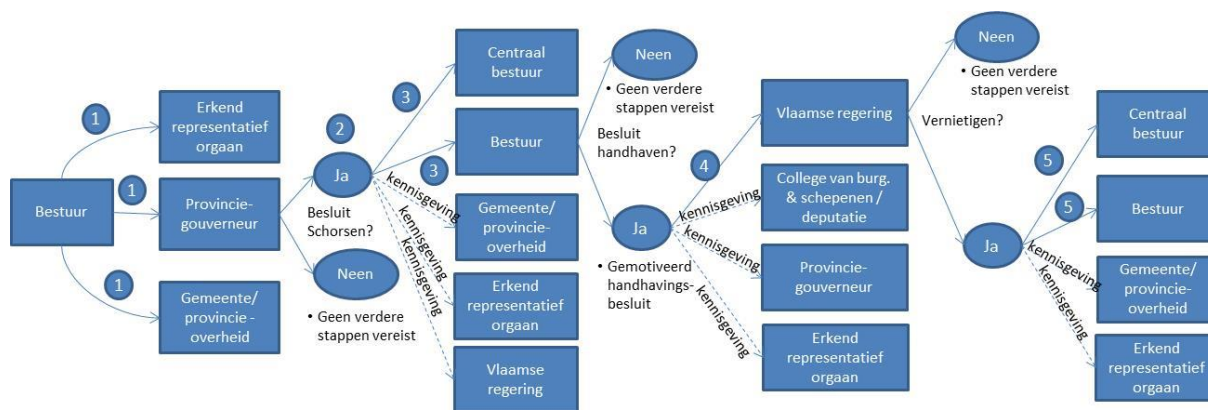 Bestuur
1
1
1
Erkend
representatief
orgaan
Provincie-
gouverneur
Gemeente/
provincie -
overheid
2
Ja
Besluit
Schorsen?
Neen
• Geen verdere
stappen vereist
3
3
kennisgeving
kennisgeving
kennisgeving
Centraal
bestuur
Bestuur
Gemeente/
provincie-
overheid
Erkend
representatief
orgaan
Vlaamse
regering
Neen
• Geen verdere
stappen vereist
Besluit
handhaven?
Ja
• Gemotiveerd
handhavings-
besluit
4
kennisgeving
kennisgeving
kennisgeving
Vlaamse regering
College van burg.
& schepenen /
deputatie
Provincie-
gouverneur
Erkend
representatief
orgaan
Neen
• Geen verdere
stappen vereist
Vernietigen?
Ja
5
5
kennisgeving
kennisgeving
Centraal
bestuur
Bestuur
Gemeente/
provincie-
overheid
Erkend
representatief
orgaan